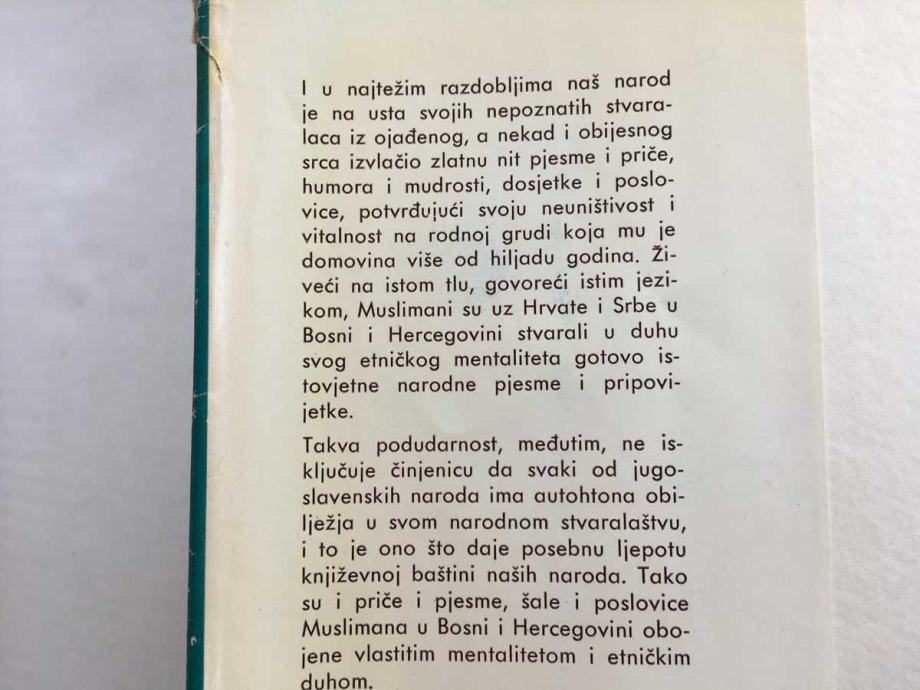 I u najtežim razdobljima naš narod
je na usta svojih nepoznatih stvara-
laca iz ojađenog, a nekad i obijesnog
srca izvlačio zlatnu nit pjesme i priče,
humora i mudrosti, dosjetke i poslo-
vice, potvrđujući svoju neuništivost i
vitalnost na rodnoj grudi koja mu je
domovina više od hiljadu godina. Ži-
veći na istom tlu, govoreći istim jezi-
kom, Muslimani su uz Hrvate i Srbe u
Bosni i Hercegovini stvarali u duhu
svog etničkog mentaliteta gotovo is-
tovjetne narodne pjesme i pripovi-
jetke.
Takva podudarnost, međutim, ne is-
ključuje činjenicu da svaki od jugo-
slavenskih naroda ima autohtona obi-
lježja u svom narodnom stvaralaštvu,
i to je ono što daje posebnu ljepotu
književnoj baštini naših naroda. Tako
su i priče i pjesme, šale i poslovice
Muslimana u Bosni i Hercegovini obo-
jene vlastitim mentalitetom i etničkim
duhom.